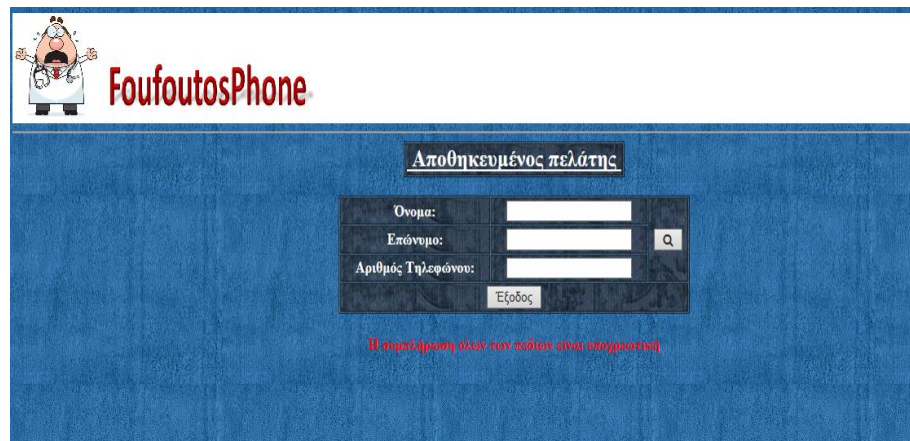 FoufoutosPhone
Αποθηκευμένος πελάτης
Όνομα:
Επώνυμο:
Αριθμός Τηλεφώνου:
Έξοδος
Η συμπλήρωση όλων των πεδίων είναι υποχρεωτική